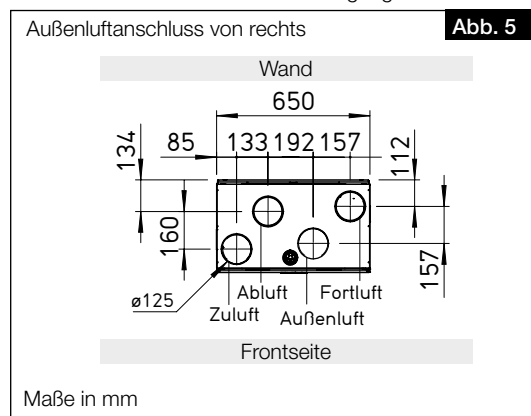 Außenluftanschluss von rechts
Abb. 5
Wand
650
85 133 192 157
134
112
160
157
ø125
Abluft Fortluft
Zuluft Außenluft
Frontseite
Maße in mm